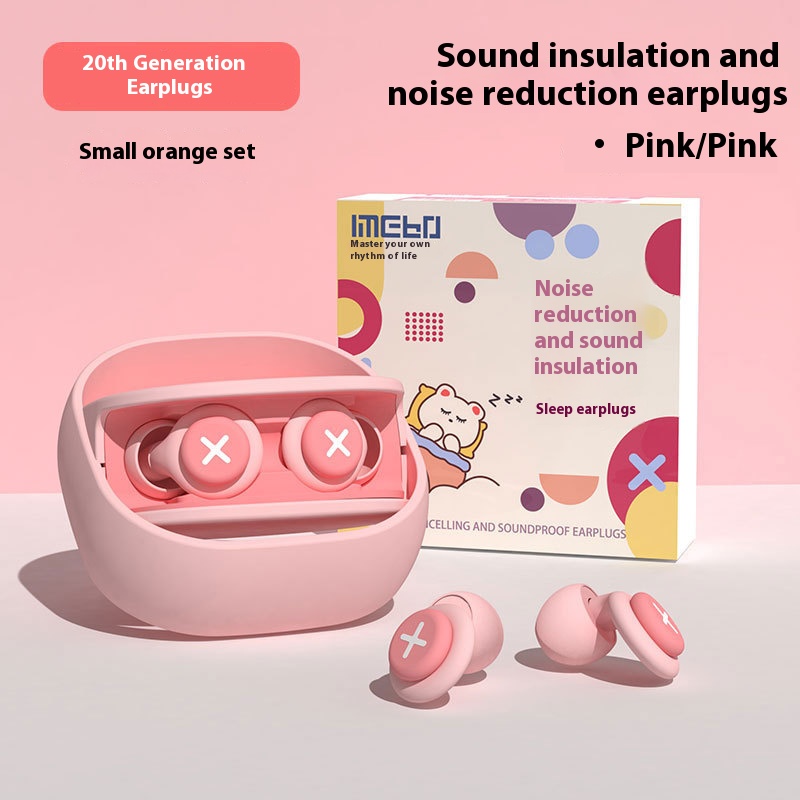 20th Generation
Earplugs
Small orange set
Sound insulation and
noise reduction earplugs
• Pink/Pink
Master your own
rhythm of life
Noise
reduction
and sound
insulation
Sleep earplugs
zzz
AND SOUNDPROOF EARPLUGS